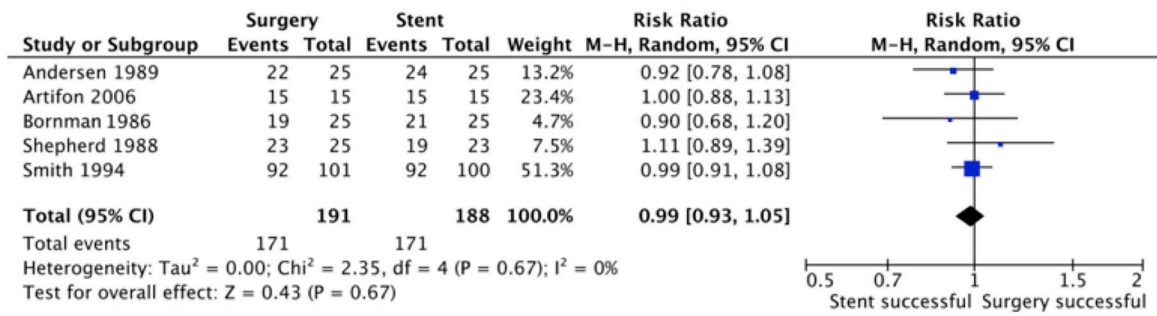 Surgery Stent Risk Ratio Risk Ratio
Study or Subgroup Events Total Events Total Weight M-H, Random, 95% CI M-H, Random, 95% CI
Andersen 1989 22 25 24 25 13.2% 0.92 [0.78, 1.08]
Artifon 2006 15 15 15 15 23.4% 1.00 [0.88, 1.13]
Bornman 1986 19 25 21 25 4.7% 0.90 [0.68, 1.20]
Shepherd 1988 23 25 19 23 7.5% 1.11 [0.89, 1.39]
Smith 1994 92 101 92 100 51.3% 0.99 [0.91, 1.08]
Total (95% CI) 191 188 100.0% 0.99 [0.93, 1.05]
Total events 171 171
Heterogeneity: Tau² = 0.00; Chi² = 2.35, df = 4 (P = 0.67); I² = 0%
Test for overall effect: Z = 0.43 (P = 0.67)
0.5 0.7 1 1.5 2
Stent successful Surgery successful